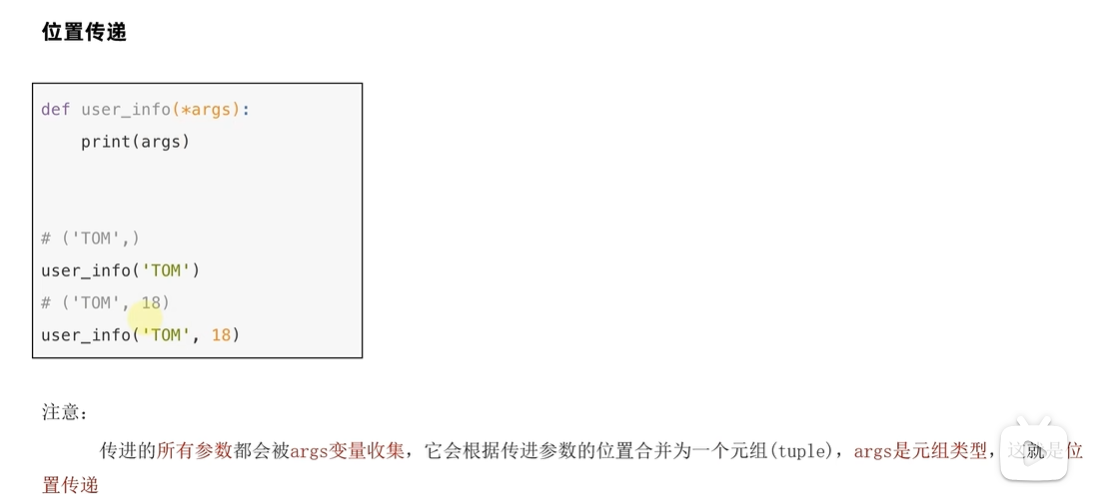 位置传递
def user_info(*args):
    print(args)
# ('TOM',)
user_info('TOM')
# ('TOM', 18)
user_info('TOM', 18)
注意：
传进的所有参数都会被args变量收集，它会根据传进参数的位置合并为一个元组(tuple)，args是元组类型，这就是位
置传递